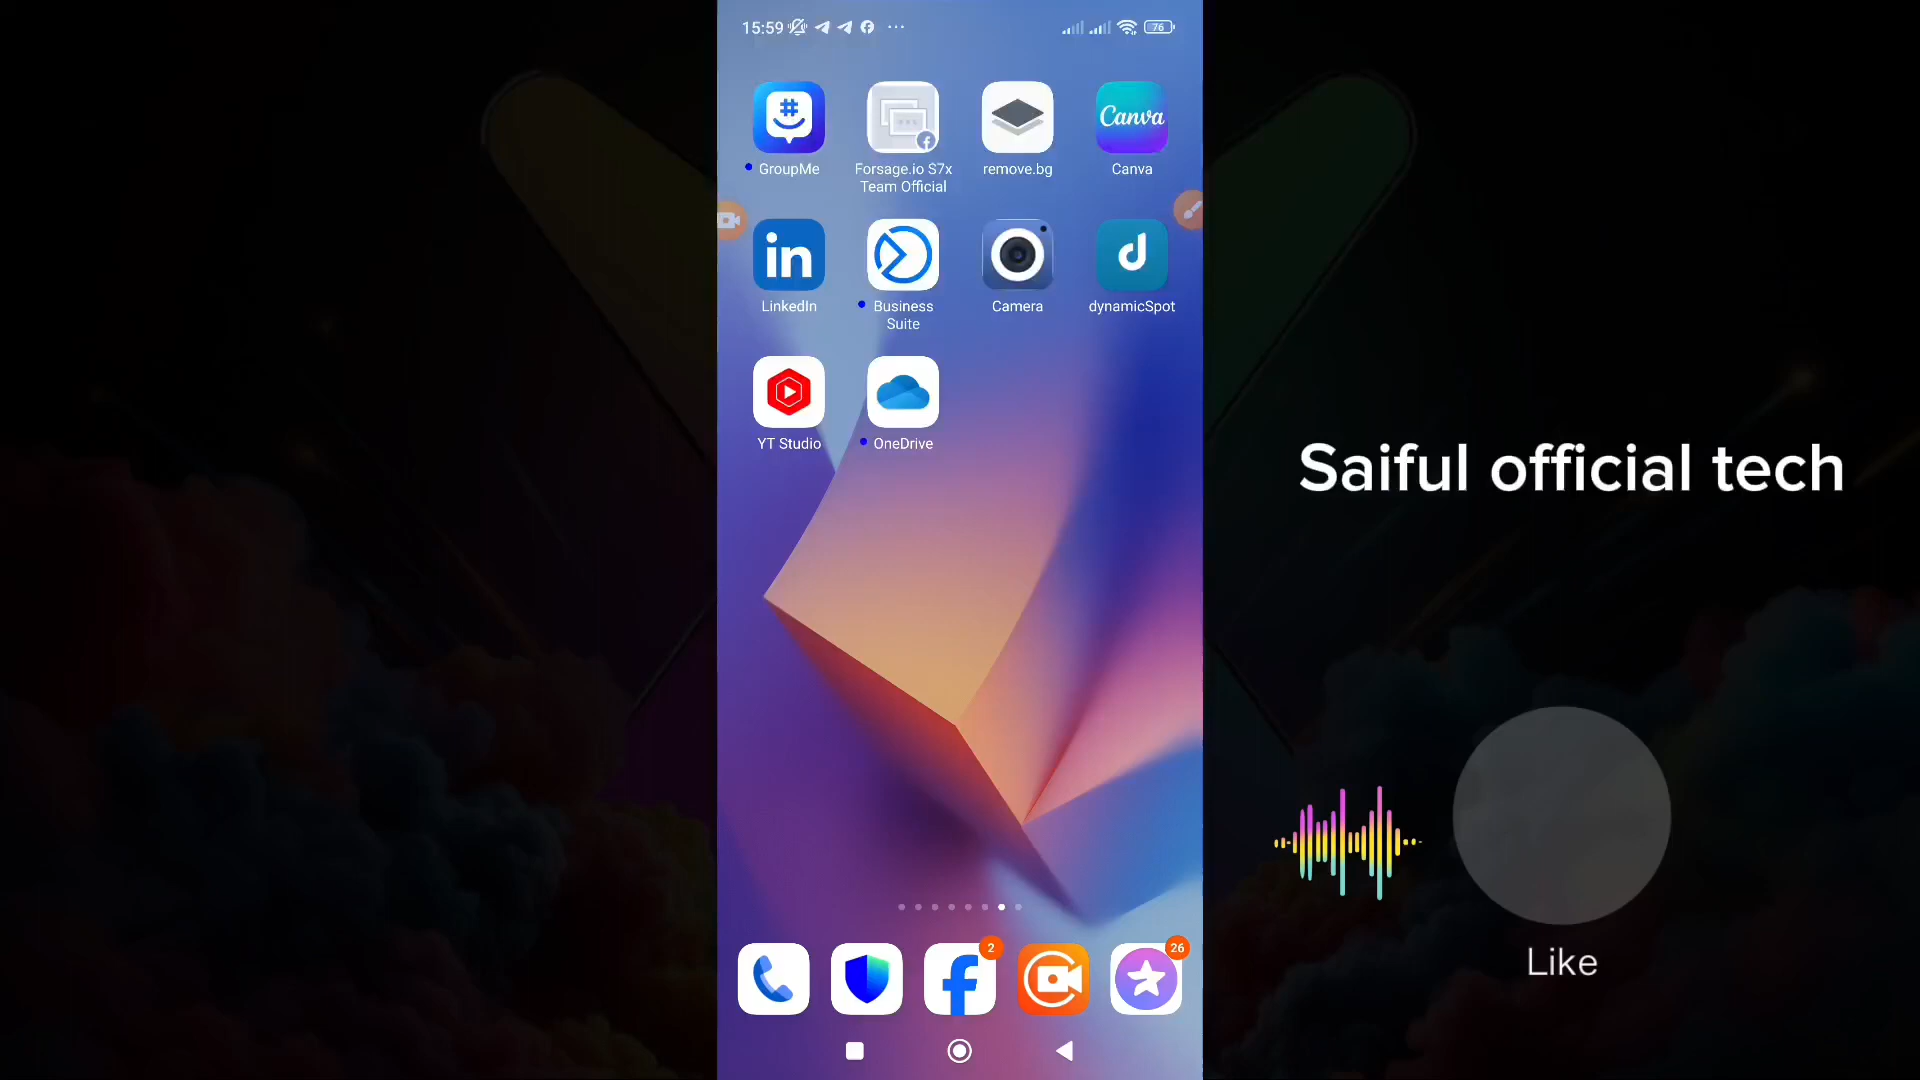 15:59
76
GroupMe
Forsage.io S7x
Team Official
remove.bg
Canva
Canva
in
LinkedIn
Business
Suite
Camera
d
dynamicSpot
YT Studio
OneDrive
Saiful official tech
Like
2
26